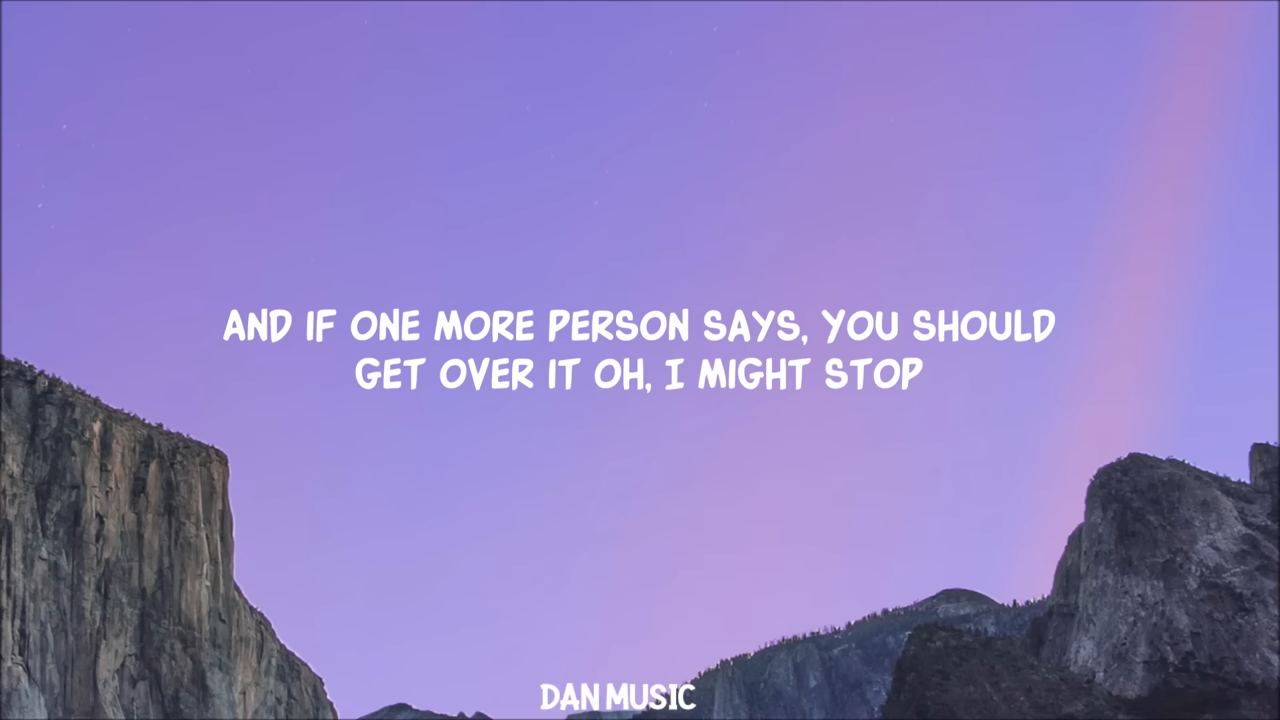 AND IF ONE MORE PERSON SAYS, YOU SHOULD
GET OVER IT OH, I MIGHT STOP
DAN MUSIC